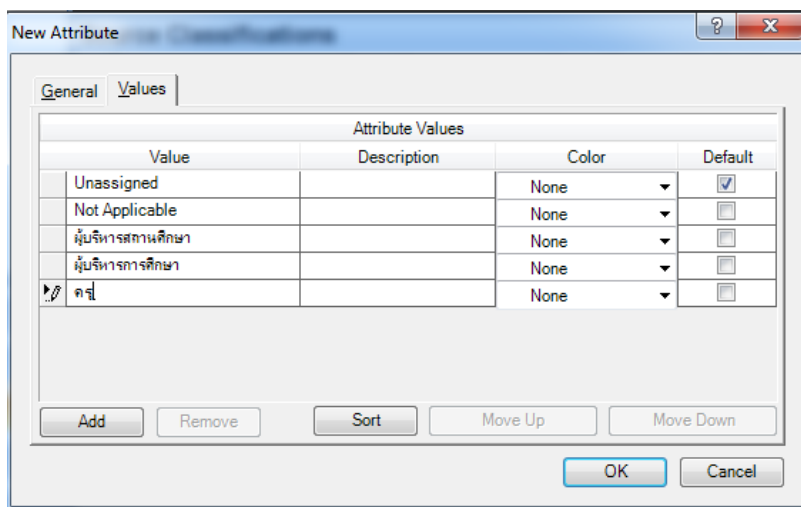 New Attribute
General Values
Attribute Values
Value Description Color Default
Unassigned None
Not Applicable None
ผู้บริหารสถานศึกษา None
ผู้บริหารการศึกษา None
ครู None
Add Remove Sort Move Up Move Down
OK Cancel